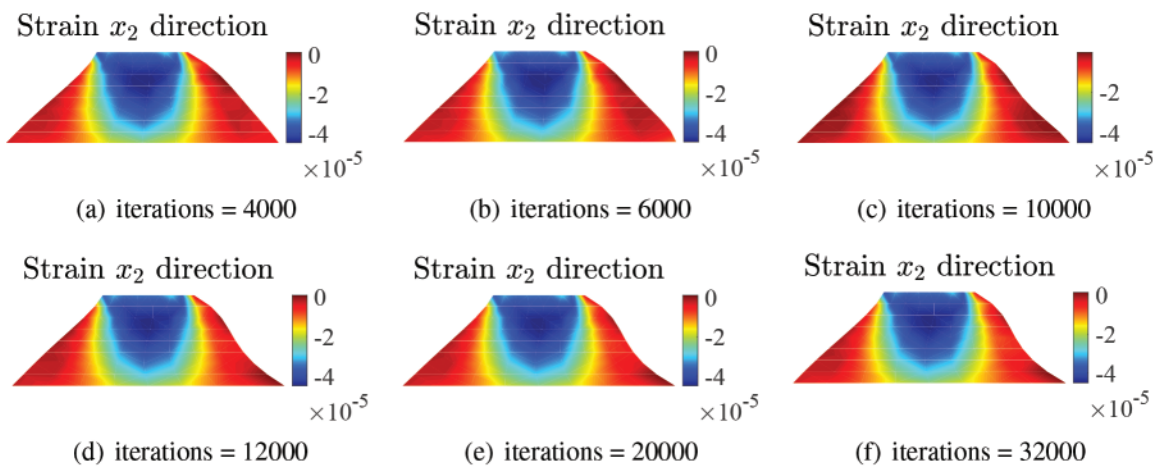 Strain x₂ direction
0
-2
-4
×10⁻⁵
(a) iterations = 4000
Strain x₂ direction
0
-2
-4
×10⁻⁵
(b) iterations = 6000
Strain x₂ direction
-2
-4
×10⁻⁵
(c) iterations = 10000
Strain x₂ direction
0
-2
-4
×10⁻⁵
(d) iterations = 12000
Strain x₂ direction
0
-2
-4
×10⁻⁵
(e) iterations = 20000
Strain x₂ direction
0
-2
-4
×10⁻⁵
(f) iterations = 32000